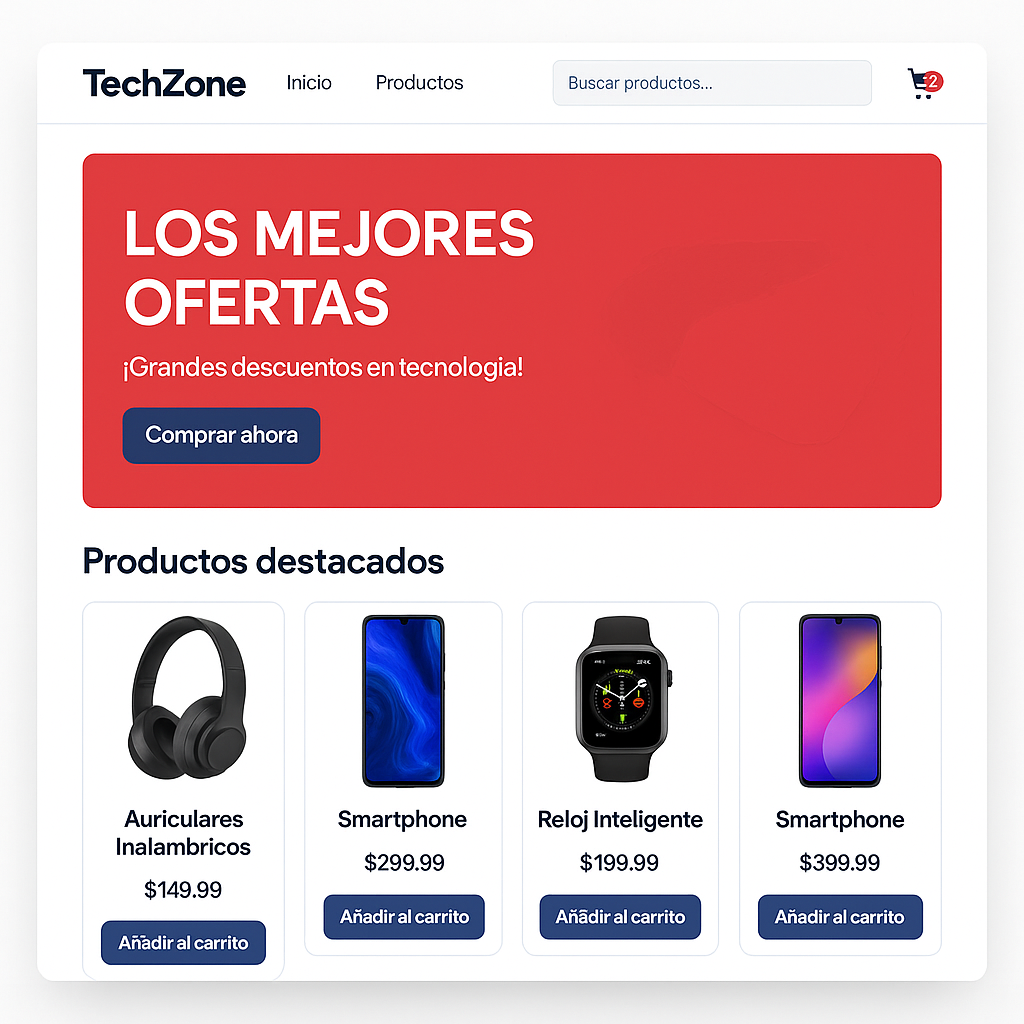 TechZone
Inicio
Productos
Buscar productos...
2
LOS MEJORES
OFERTAS
¡Grandes descuentos en tecnologia!
Comprar ahora
Productos destacados
Auriculares
Inalambricos
$149.99
Añadir al carrito
Smartphone
$299.99
Añadir al carrito
Reloj Inteligente
$199.99
Añadir al carrito
Smartphone
$399.99
Añadir al carrito